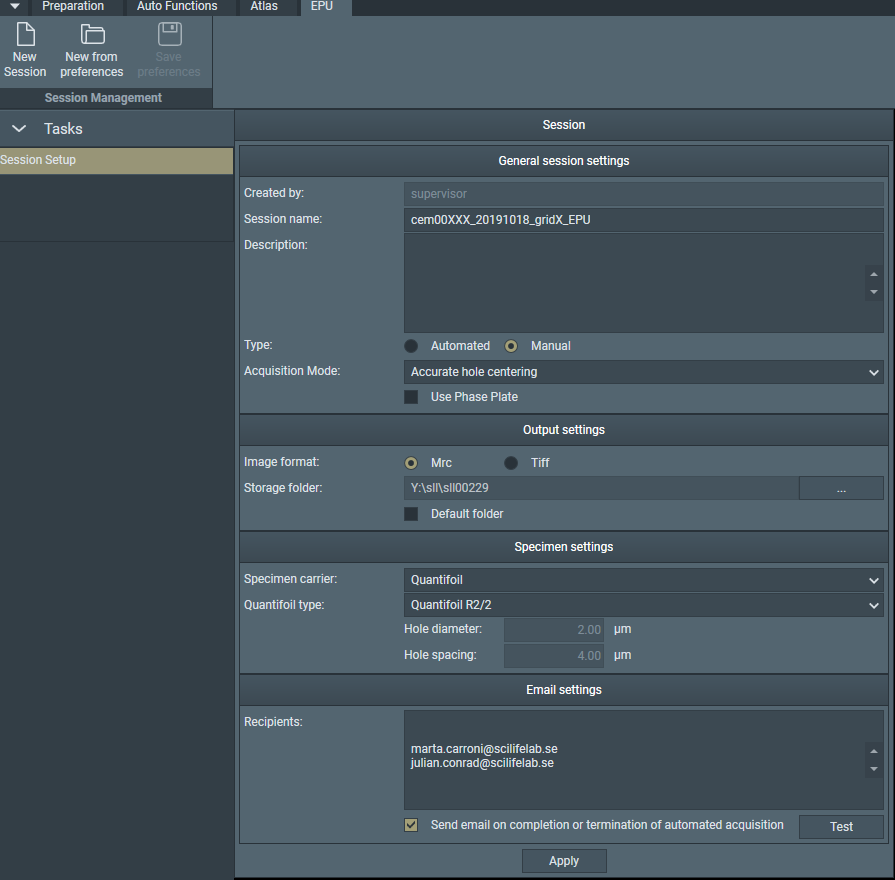 Preparation Auto Functions Atlas EPU
New Session
New from preferences
Save preferences
Session Management
Tasks
Session Setup
Session
General session settings
Created by: supervisor
Session name: cem00XXX_20191018_gridX_EPU
Description:
Type: Automated Manual
Acquisition Mode: Accurate hole centering
Use Phase Plate
Output settings
Image format: Mrc Tiff
Storage folder: Y:\sll\sll00229 ...
Default folder
Specimen settings
Specimen carrier: Quantifoil
Quantifoil type: Quantifoil R2/2
Hole diameter: 2.00 µm
Hole spacing: 4.00 µm
Email settings
Recipients:
marta.carroni@scilifelab.se
julian.conrad@scilifelab.se
Send email on completion or termination of automated acquisition Test
Apply